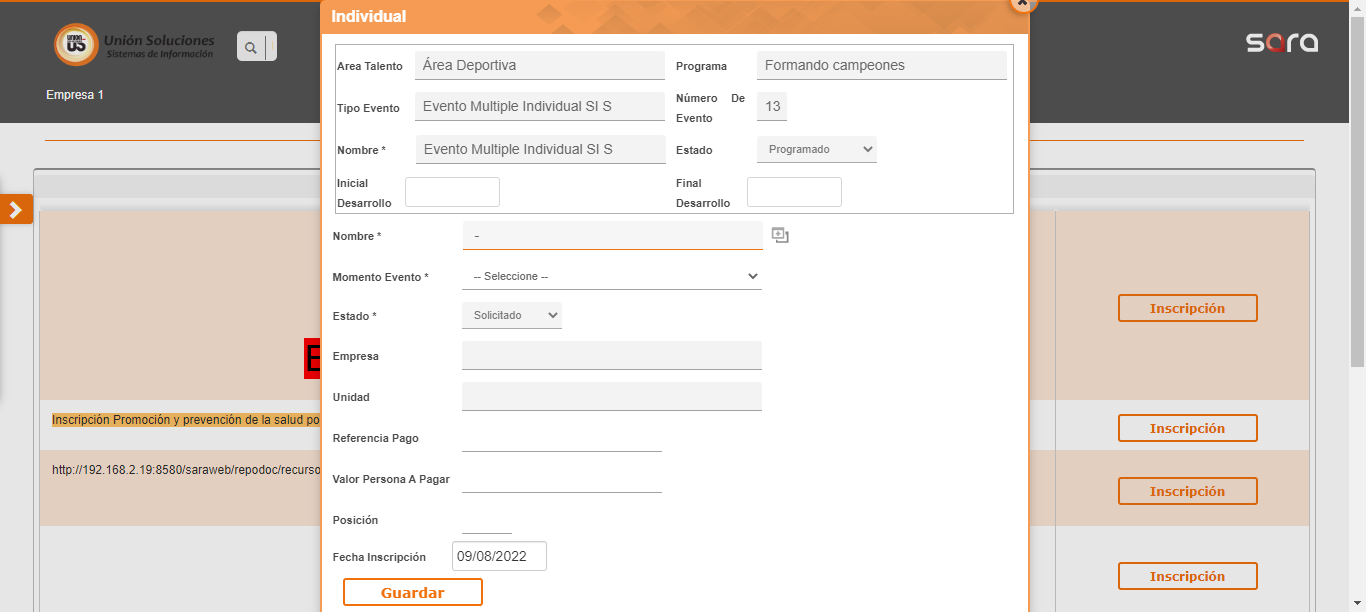 Individual
Unión Soluciones
Sistemas de Información
sara
Empresa 1
Area Talento Área Deportiva Programa Formando campeones
Tipo Evento Evento Multiple Individual SI S Número De Evento 13
Nombre * Evento Multiple Individual SI S Estado Programado
Inicial Desarrollo Final Desarrollo
Nombre * -
Momento Evento * -- Seleccione --
Estado * Solicitado
Empresa
Unidad
Referencia Pago
Valor Persona A Pagar
Posición
Fecha Inscripción 09/08/2022
Guardar
Inscripción
Inscripción Promoción y prevención de la salud po
Inscripción
http://192.168.2.19:8580/saraweb/repodoc/recurso
Inscripción
Inscripción